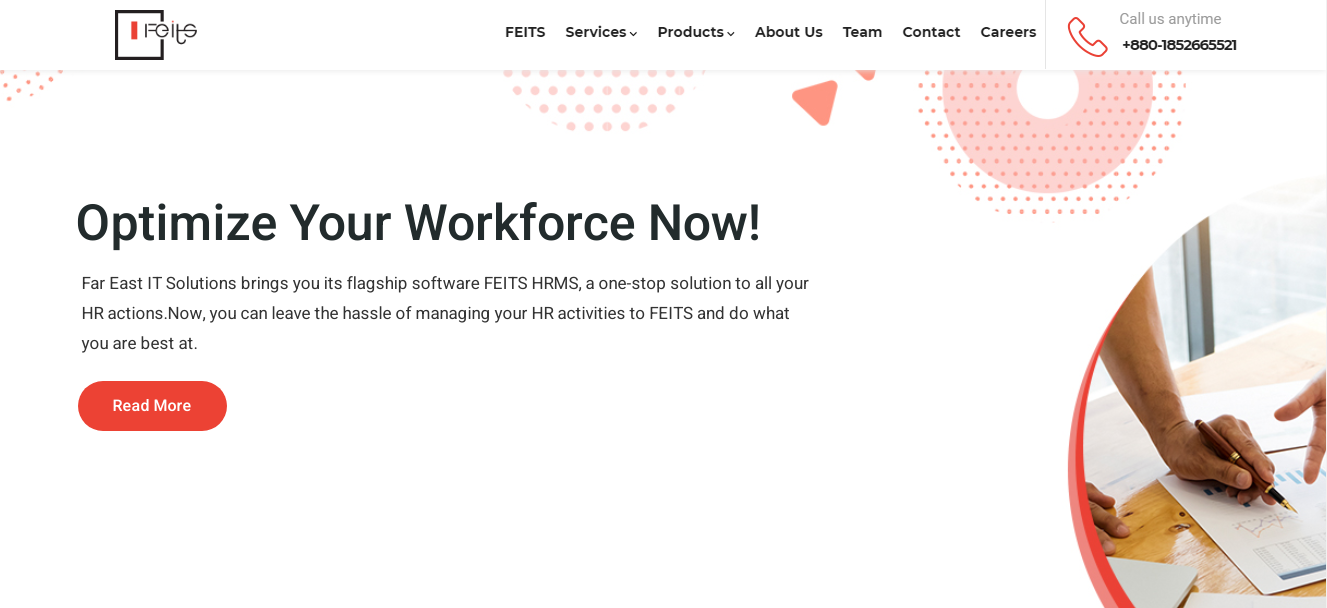 FEITS
FEITS Services Products About Us Team Contact Careers
Call us anytime
+880-1852665521
Optimize Your Workforce Now!
Far East IT Solutions brings you its flagship software FEITS HRMS, a one-stop solution to all your
HR actions.Now, you can leave the hassle of managing your HR activities to FEITS and do what
you are best at.
Read More